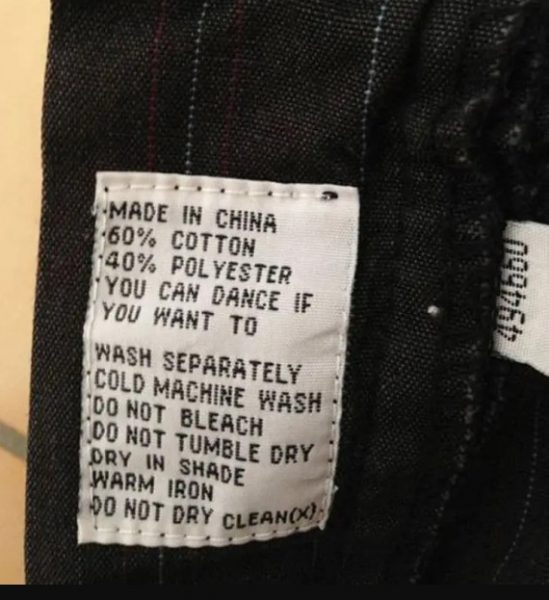 MADE IN CHINA
60% COTTON
40% POLYESTER
YOU CAN DANCE IF
YOU WANT TO
WASH SEPARATELY
COLD MACHINE WASH
DO NOT BLEACH
DO NOT TUMBLE DRY
DRY IN SHADE
WARM IRON
DO NOT DRY CLEAN(X)